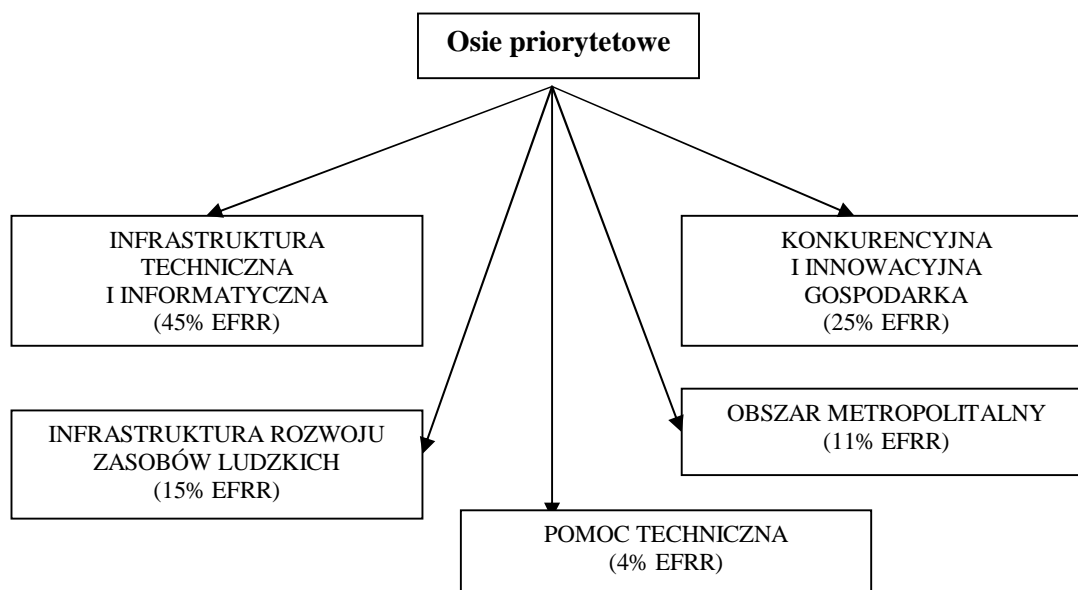 Osie priorytetowe
INFRASTRUKTURA
TECHNICZNA
I INFORMATYCZNA
(45% EFRR)
KONKURENCYJNA
I INNOWACYJNA
GOSPODARKA
(25% EFRR)
INFRASTRUKTURA ROZWOJU
ZASOBÓW LUDZKICH
(15% EFRR)
OBSZAR METROPOLITALNY
(11% EFRR)
POMOC TECHNICZNA
(4% EFRR)